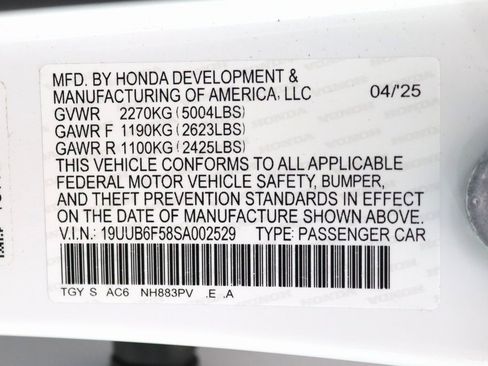 MFD. BY HONDA DEVELOPMENT &
MANUFACTURING OF AMERICA, LLC 04/'25
GVWR 2270KG (5004LBS)
GAWR F 1190KG (2623LBS)
GAWR R 1100KG (2425LBS)
THIS VEHICLE CONFORMS TO ALL APPLICABLE
FEDERAL MOTOR VEHICLE SAFETY, BUMPER,
AND THEFT PREVENTION STANDARDS IN EFFECT
ON THE DATE OF MANUFACTURE SHOWN ABOVE.
V.I.N.: 19UUB6F58SA002529 TYPE: PASSENGER CAR
TGY S AC6 NH883PV .E .A